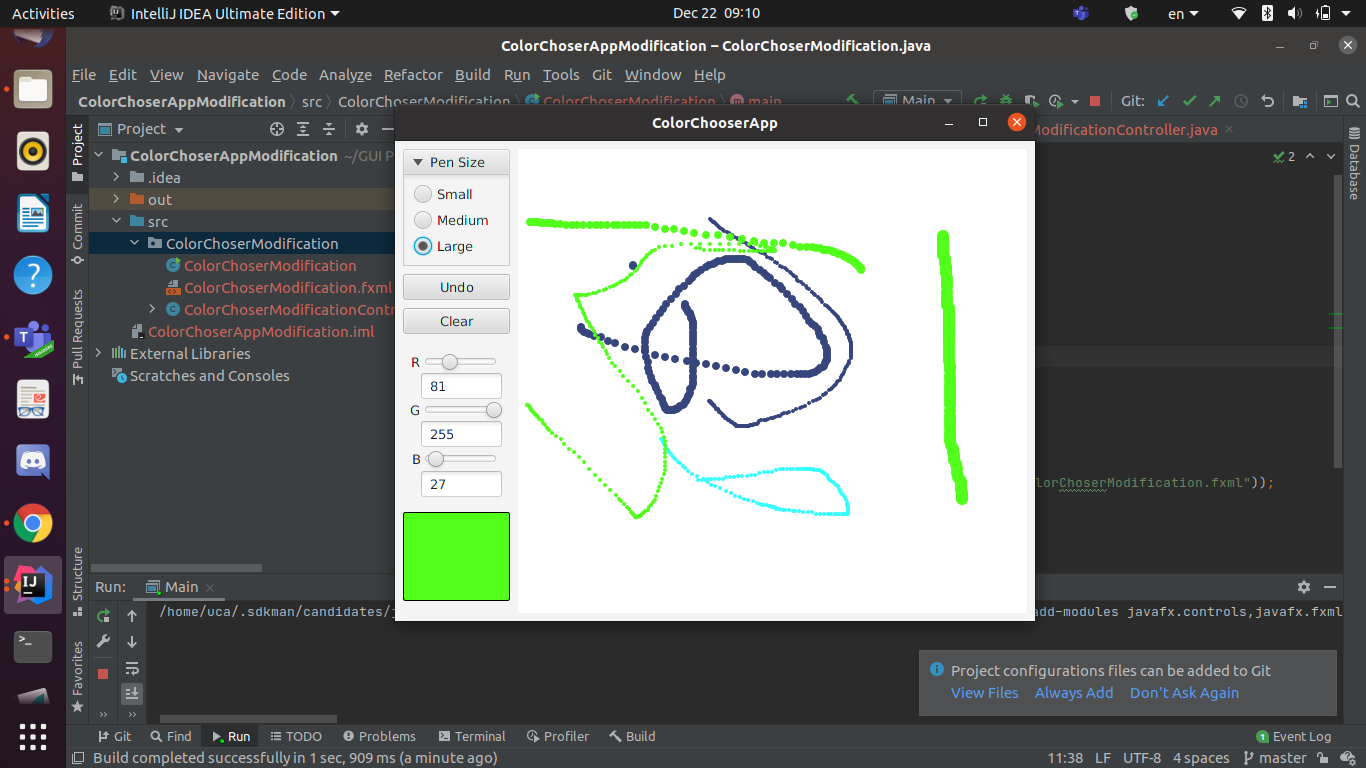 Activities IntelliJ IDEA Ultimate Edition Dec 22 09:10 en
ColorChoserAppModification – ColorChoserModification.java
File Edit View Navigate Code Analyze Refactor Build Run Tools Git Window Help
ColorChoserAppModification src ColorChoserModification ColorChoserModification main Main Git:
Project
ModificationController.java
2
ColorChoserAppModification ~/GUI P
.idea
out
src
ColorChoserModification
ColorChoserModification
ColorChoserModification.fxml
ColorChoserModificationContr
ColorChoserAppModification.iml
External Libraries
Scratches and Consoles
Project
Commit
Pull Requests
Structure
Favorites
Database
ColorChooserApp
Pen Size
Small
Medium
Large
Undo
Clear
R
81
G
255
B
27
olorChoserModification.fxml"));
Run: Main
/home/uca/.sdkman/candidates/j
add-modules javafx.controls,javafx.fxml
Project configurations files can be added to Git
View Files Always Add Don't Ask Again
Git Find Run TODO Problems Terminal Profiler Build 1 Event Log
Build completed successfully in 1 sec, 909 ms (a minute ago) 11:38 LF UTF-8 4 spaces master